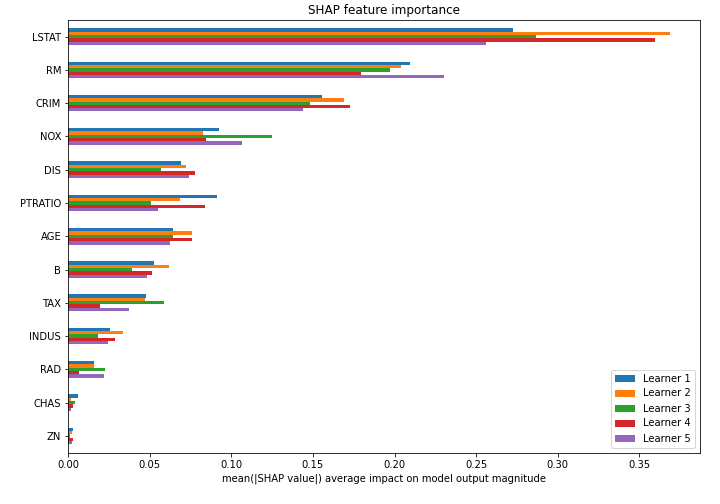 SHAP feature importance
LSTAT
RM
CRIM
NOX
DIS
PTRATIO
AGE
B
TAX
INDUS
RAD
CHAS
ZN
Learner 1
Learner 2
Learner 3
Learner 4
Learner 5
0.00 0.05 0.10 0.15 0.20 0.25 0.30 0.35
mean(|SHAP value|) average impact on model output magnitude